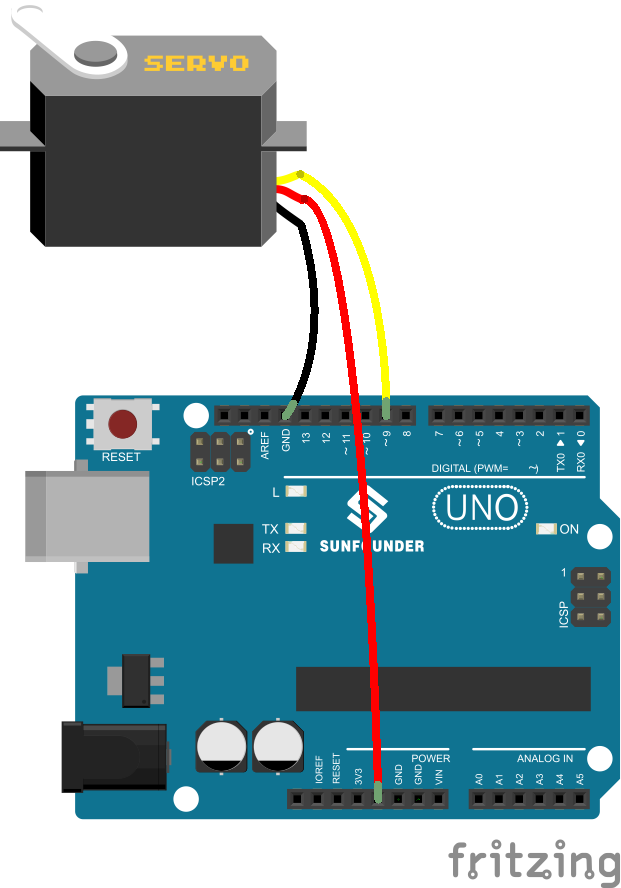 SERVO
RESET
ICSP2
AREF
GND
13
12
~11
~10
~9
8
7
~6
~5
~4
~3
2
TX0 ▶ 1
RX0 ◀ 0
DIGITAL (PWM= ~)
L
TX
RX
SUNFOUNDER
UNO
ON
1
ICSP
POWER
ANALOG IN
IOREF
RESET
3V3
GND
GND
VIN
A0
A1
A2
A3
A4
A5
fritzing